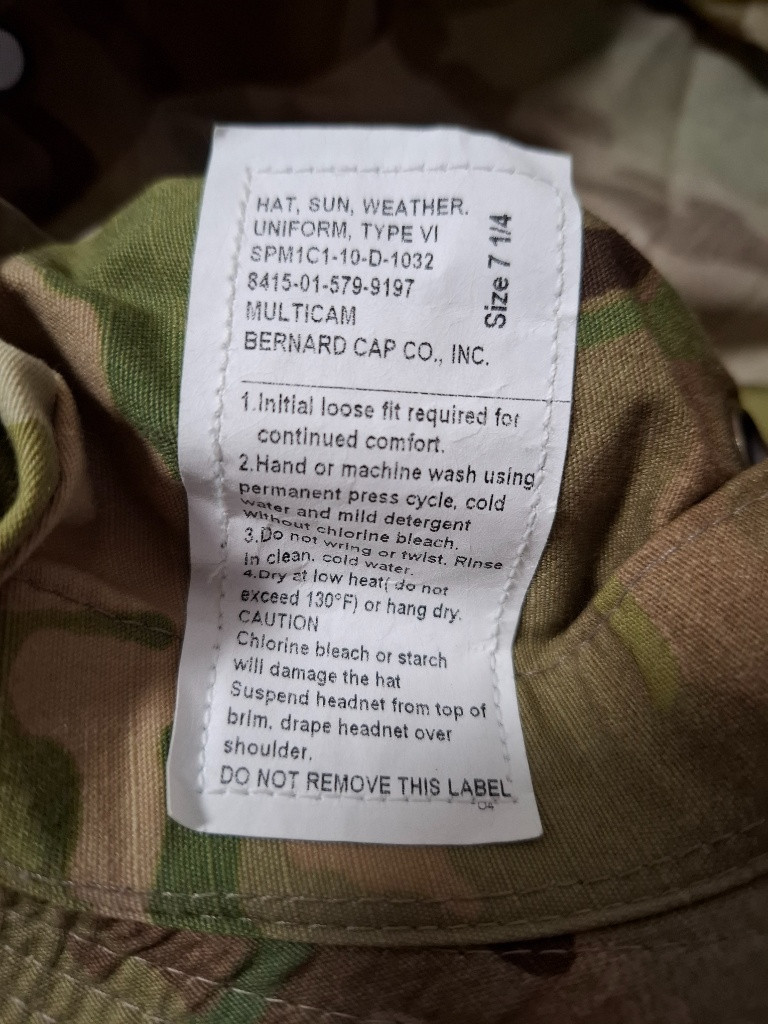 HAT, SUN, WEATHER.
UNIFORM, TYPE VI
SPM1C1-10-D-1032
8415-01-579-9197
MULTICAM
BERNARD CAP CO., INC.
Size 7 1/4
1.Initial loose fit required for
continued comfort.
2.Hand or machine wash using
permanent press cycle, cold
water and mild detergent
without chlorine bleach.
3.Do not wring or twist. Rinse
in clean, cold water.
4.Dry at low heat( do not
exceed 130°F) or hang dry.
CAUTION
Chlorine bleach or starch
will damage the hat
Suspend headnet from top of
brim, drape headnet over
shoulder.
DO NOT REMOVE THIS LABEL
04